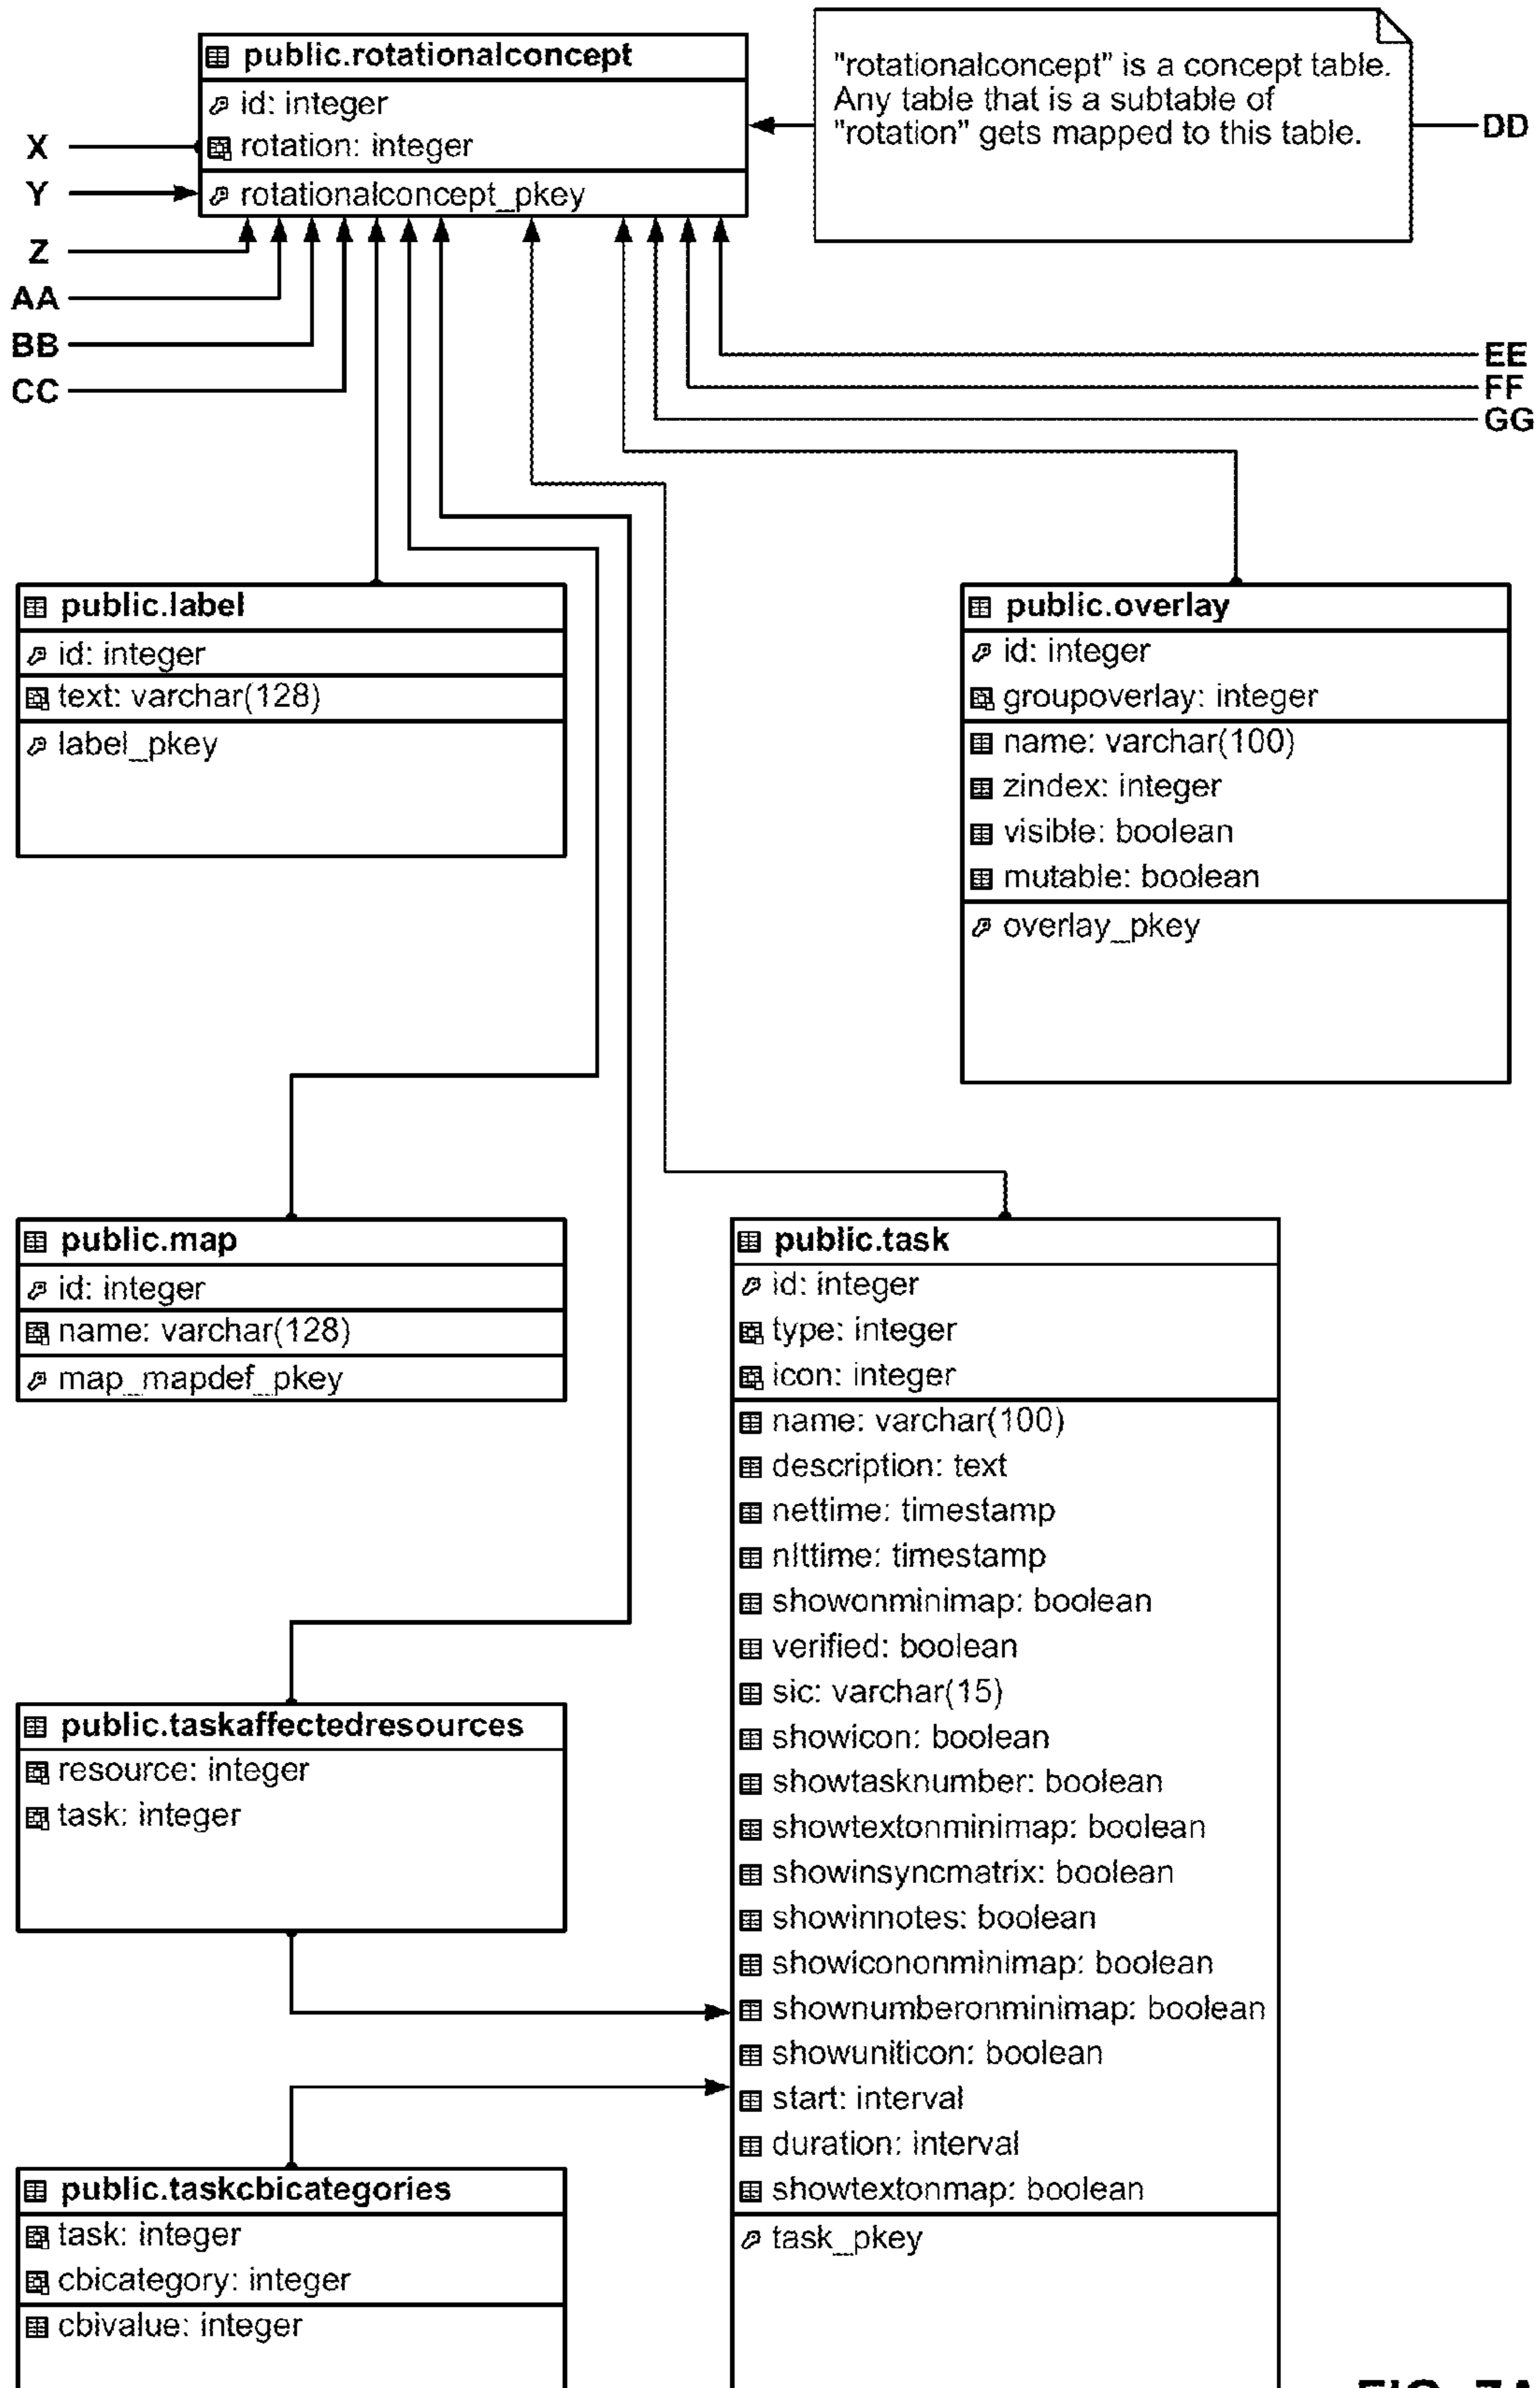 public.rotationalconcept
id: integer
rotation: integer
rotationalconcept_pkey
"rotationalconcept" is a concept table.
Any table that is a subtable of
"rotation" gets mapped to this table.
X
Y
Z
AA
BB
CC
DD
EE
FF
GG
public.label
id: integer
text: varchar(128)
label_pkey
public.overlay
id: integer
groupoverlay: integer
name: varchar(100)
zindex: integer
visible: boolean
mutable: boolean
overlay_pkey
public.map
id: integer
name: varchar(128)
map_mapdef_pkey
public.task
id: integer
type: integer
icon: integer
name: varchar(100)
description: text
nettime: timestamp
nlttime: timestamp
showonminimap: boolean
verified: boolean
sic: varchar(15)
showicon: boolean
showtasknumber: boolean
showtextonminimap: boolean
showinsyncmatrix: boolean
showinnotes: boolean
showicononminimap: boolean
shownumberonminimap: boolean
showuniticon: boolean
start: interval
duration: interval
showtextonmap: boolean
task_pkey
public.taskaffectedresources
resource: integer
task: integer
public.taskcbicategories
task: integer
cbicategory: integer
cbivalue: integer